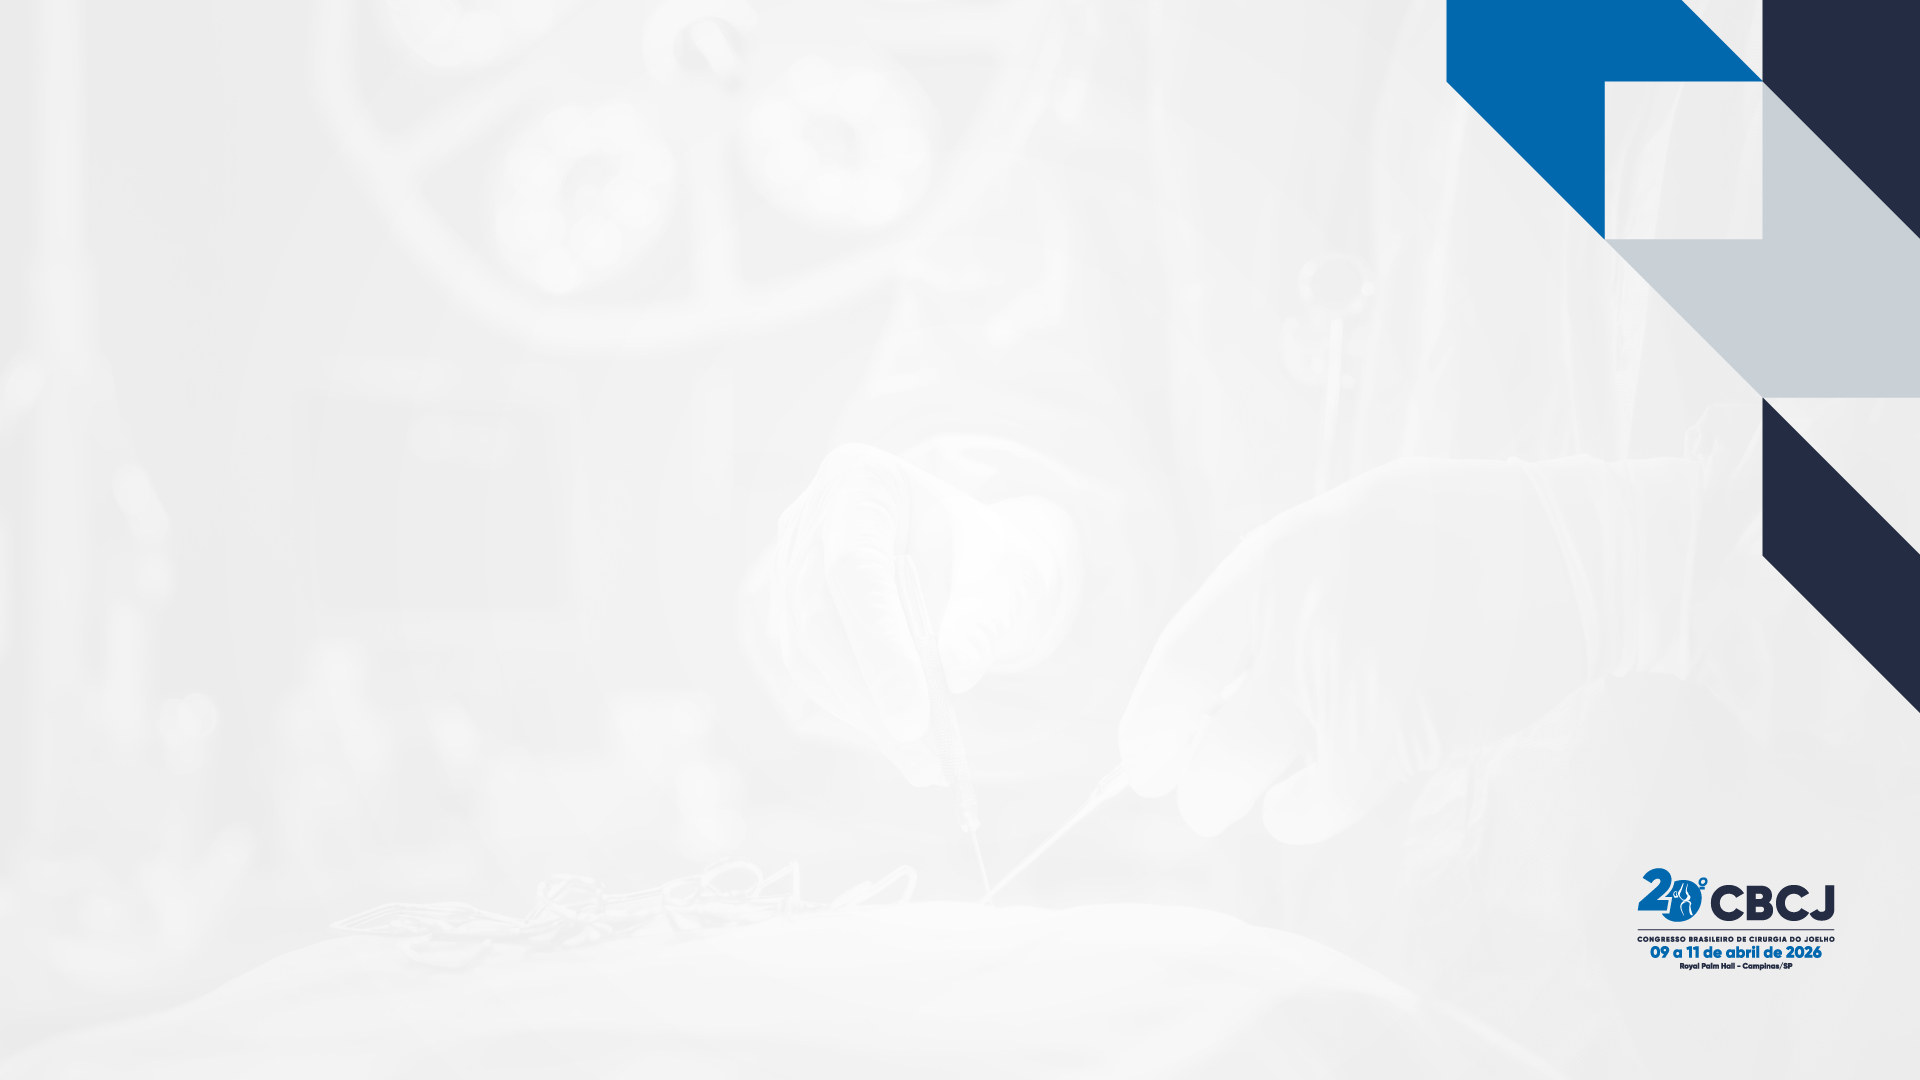 20º CBCJ
CONGRESSO BRASILEIRO DE CIRURGIA DO JOELHO
09 a 11 de abril de 2026
Royal Palm Hall - Campinas/SP